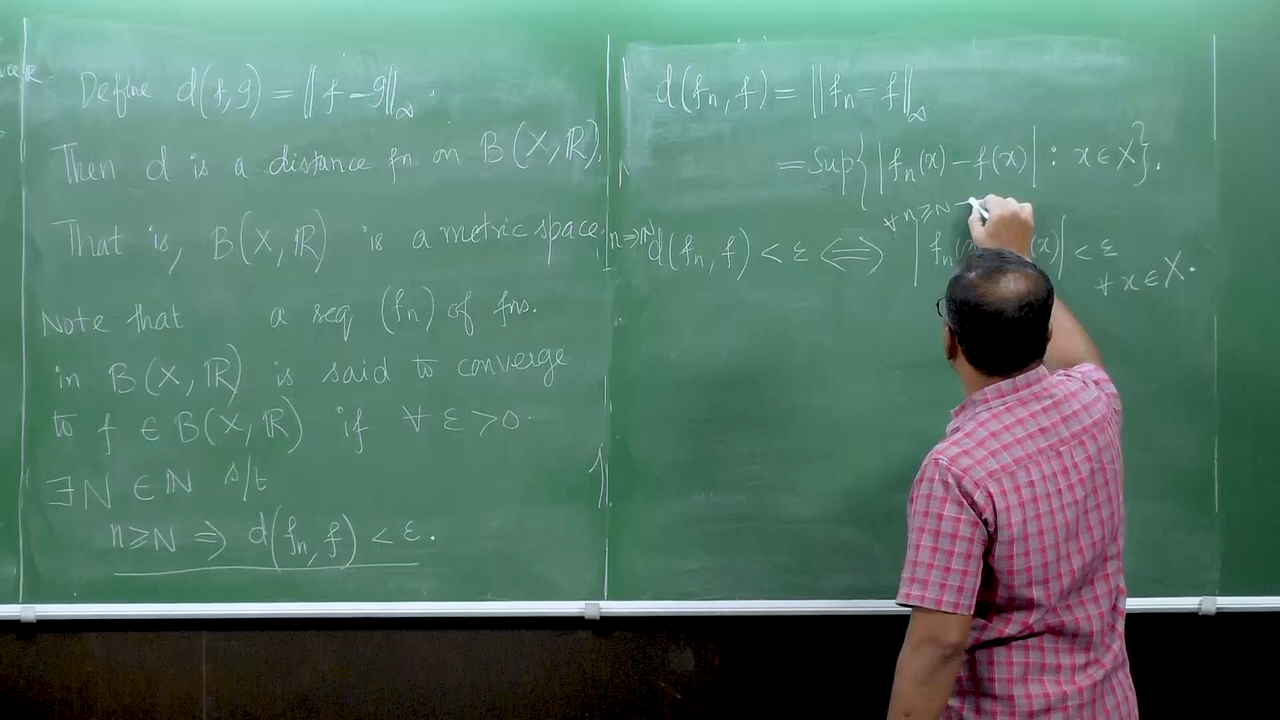 Define d(f,g) = ||f - g||_∞.
Then d is a distance fn. on B(X,ℝ).
That is, B(X,ℝ) is a metric space.
Note that a seq (fn) of fns.
in B(X,ℝ) is said to converge
to f ∈ B(X,ℝ) if ∀ ε > 0.
∃N ∈ ℕ s/t
n ≥ N ⇒ d(fn, f) < ε.
d(fn, f) = ||fn - f||_∞
= Sup{|fn(x) - f(x)| : x ∈ X}.
∀ n ≥ N
d(fn, f) < ε ⟺ |fn (x)| < ε
∀ x ∈ X.